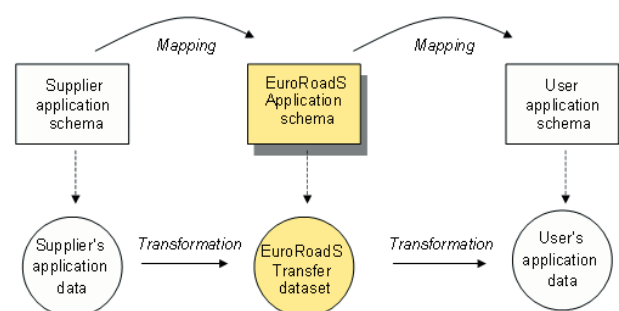 Mapping
Mapping
Supplier
application
schema
EuroRoadS
Application
schema
User
application
schema
Supplier's
application
data
Transformation
EuroRoadS
Transfer
dataset
Transformation
User's
application
data